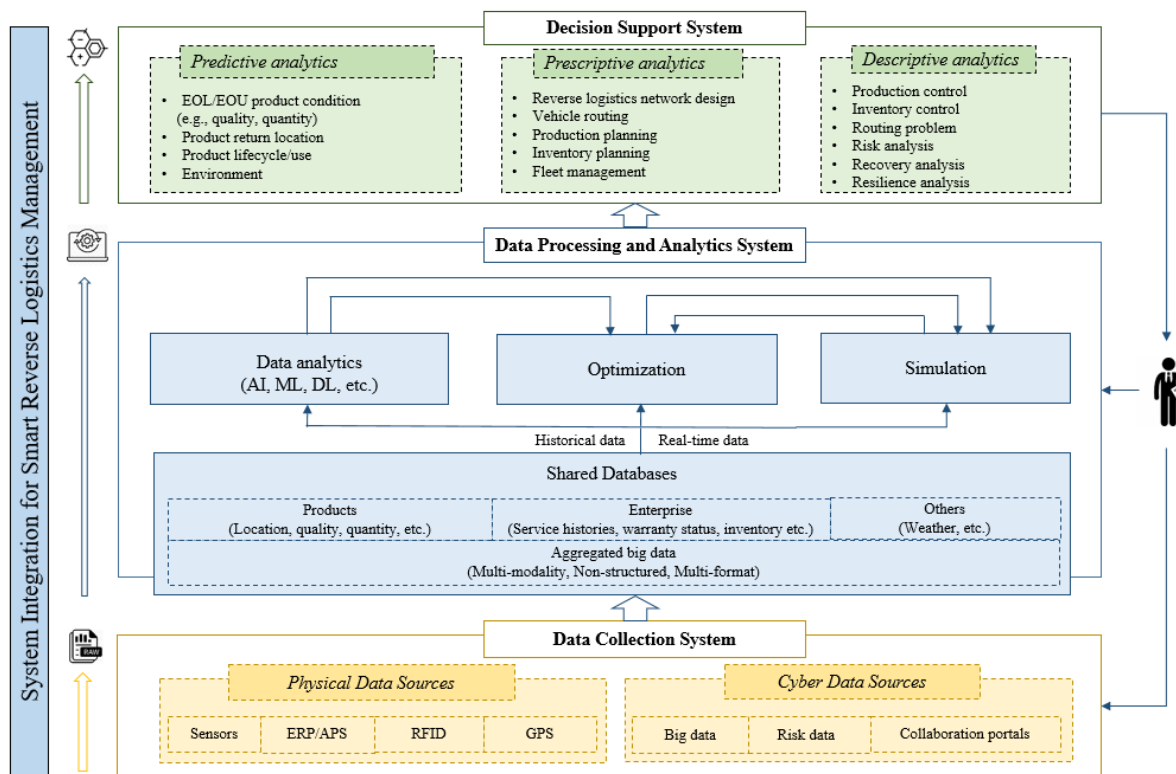 System Integration for Smart Reverse Logistics Management
Decision Support System
Predictive analytics
• EOL/EOU product condition
(e.g., quality, quantity)
• Product return location
• Product lifecycle/use
• Environment
Prescriptive analytics
• Reverse logistics network design
• Vehicle routing
• Production planning
• Inventory planning
• Fleet management
Descriptive analytics
• Production control
• Inventory control
• Routing problem
• Risk analysis
• Recovery analysis
• Resilience analysis
Data Processing and Analytics System
Data analytics
(AI, ML, DL, etc.)
Optimization
Simulation
Historical data
Real-time data
Shared Databases
Products
(Location, quality, quantity, etc.)
Enterprise
(Service histories, warranty status, inventory etc.)
Others
(Weather, etc.)
Aggregated big data
(Multi-modality, Non-structured, Multi-format)
RAW
Data Collection System
Physical Data Sources
Sensors
ERP/APS
RFID
GPS
Cyber Data Sources
Big data
Risk data
Collaboration portals